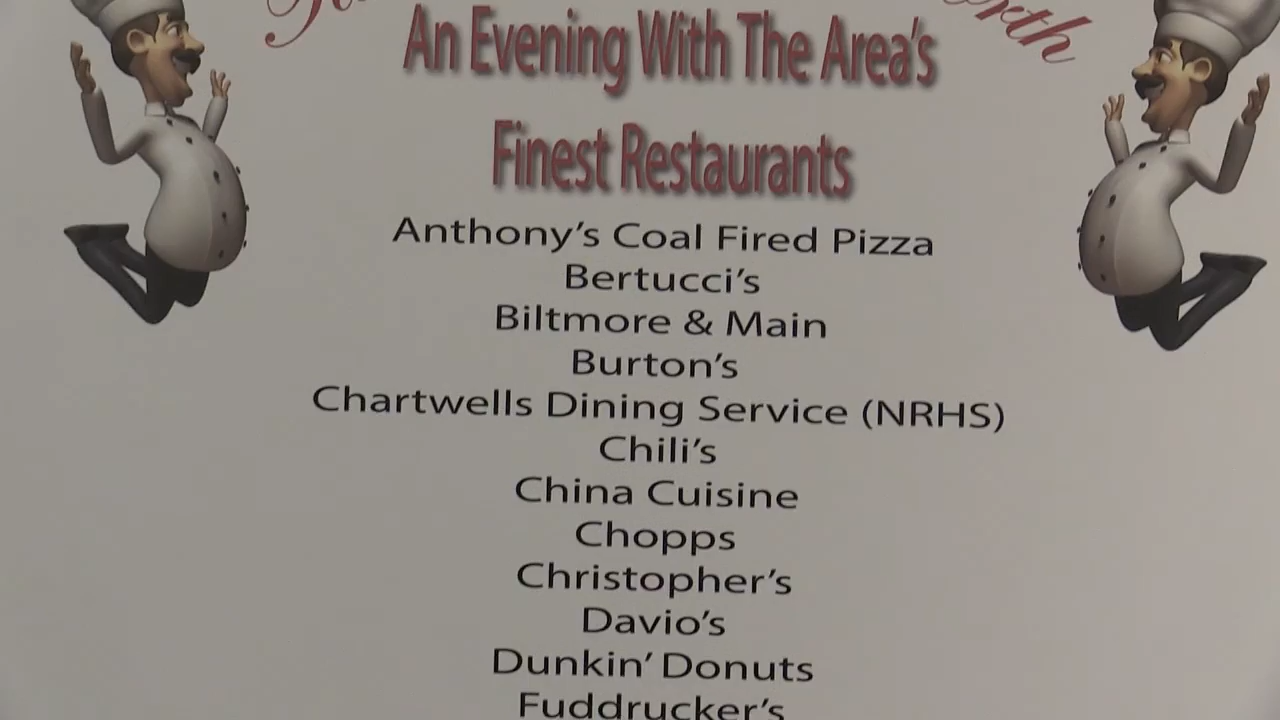 An Evening With The Area's
Finest Restaurants
Anthony's Coal Fired Pizza
Bertucci's
Biltmore & Main
Burton's
Chartwells Dining Service (NRHS)
Chili's
China Cuisine
Chopps
Christopher's
Davio's
Dunkin' Donuts
Fuddrucker's